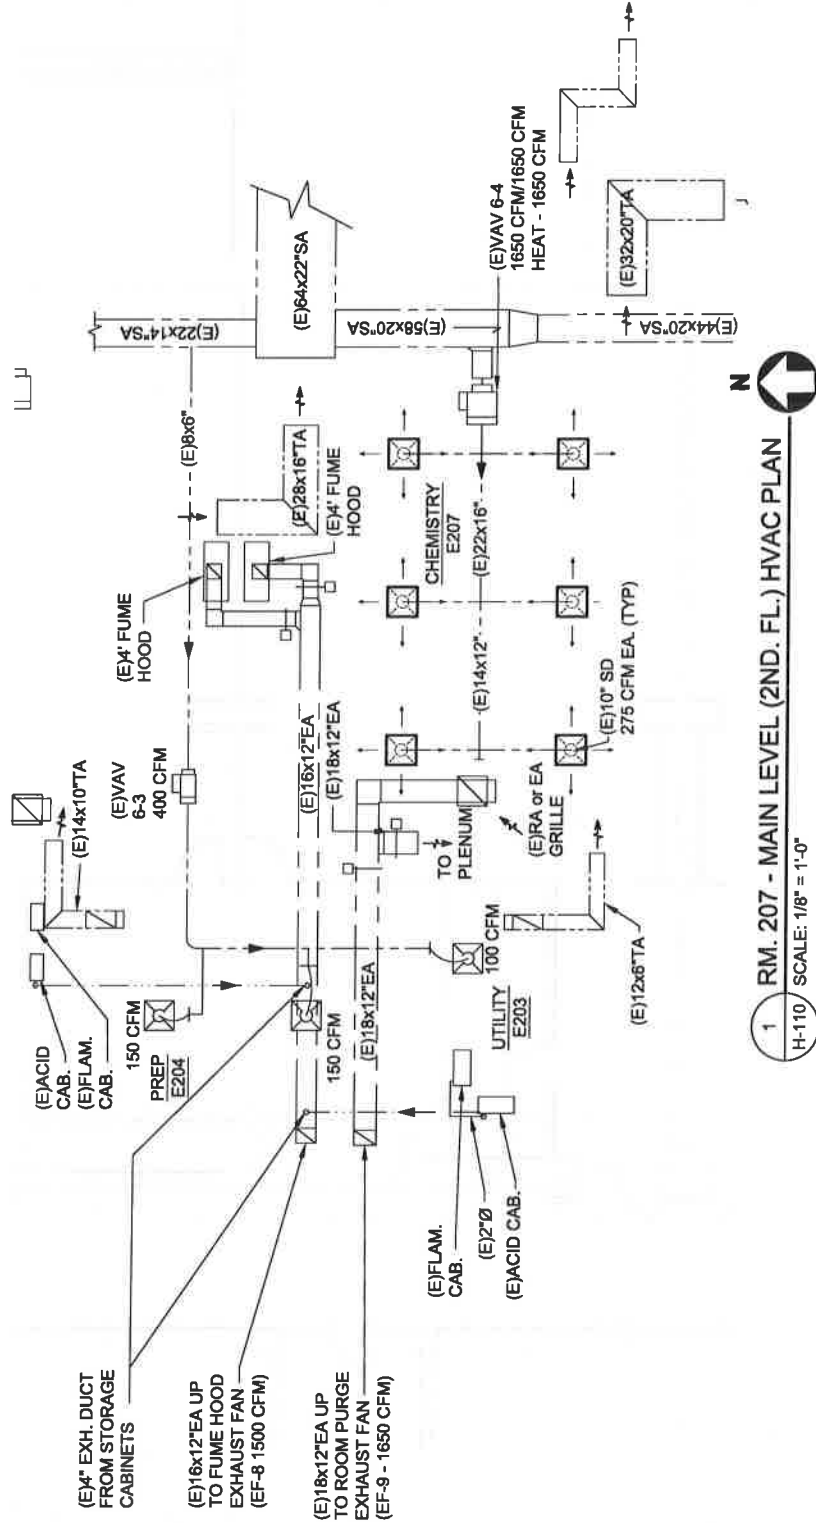 (E)4" EXH. DUCT
FROM STORAGE
CABINETS
(E)16x12"EA UP
TO FUME HOOD
EXHAUST FAN
(EF-8 1500 CFM)
(E)18x12"EA UP
TO ROOM PURGE
EXHAUST FAN
(EF-9 - 1650 CFM)
(E)ACID
CAB.
(E)FLAM.
CAB.
150 CFM
PREP
E204
(E)14x10"TA
(E)VAV
6-3
400 CFM
(E)4' FUME
HOOD
(E)8x6"
(E)22x14"SA
(E)64x22"SA
(E)28x16"TA
(E)4' FUME
HOOD
(E)58x20"SA
(E)VAV 6-4
1650 CFM/1650 CFM
HEAT - 1650 CFM
(E)44x20"SA
(E)32x20"TA
(E)16x12"EA
(E)18x12"EA
150 CFM
(E)18x12"EA
TO
PLENUM
CHEMISTRY
E207
(E)22x16"
(E)14x12"
(E)RA or EA
GRILLE
(E)10" SD
275 CFM EA. (TYP)
100 CFM
UTILITY
E203
(E)12x6"TA
(E)FLAM.
CAB.
(E)2"Ø
(E)ACID CAB.
N
1
H-110
RM. 207 - MAIN LEVEL (2ND. FL.) HVAC PLAN
SCALE: 1/8" = 1'-0"